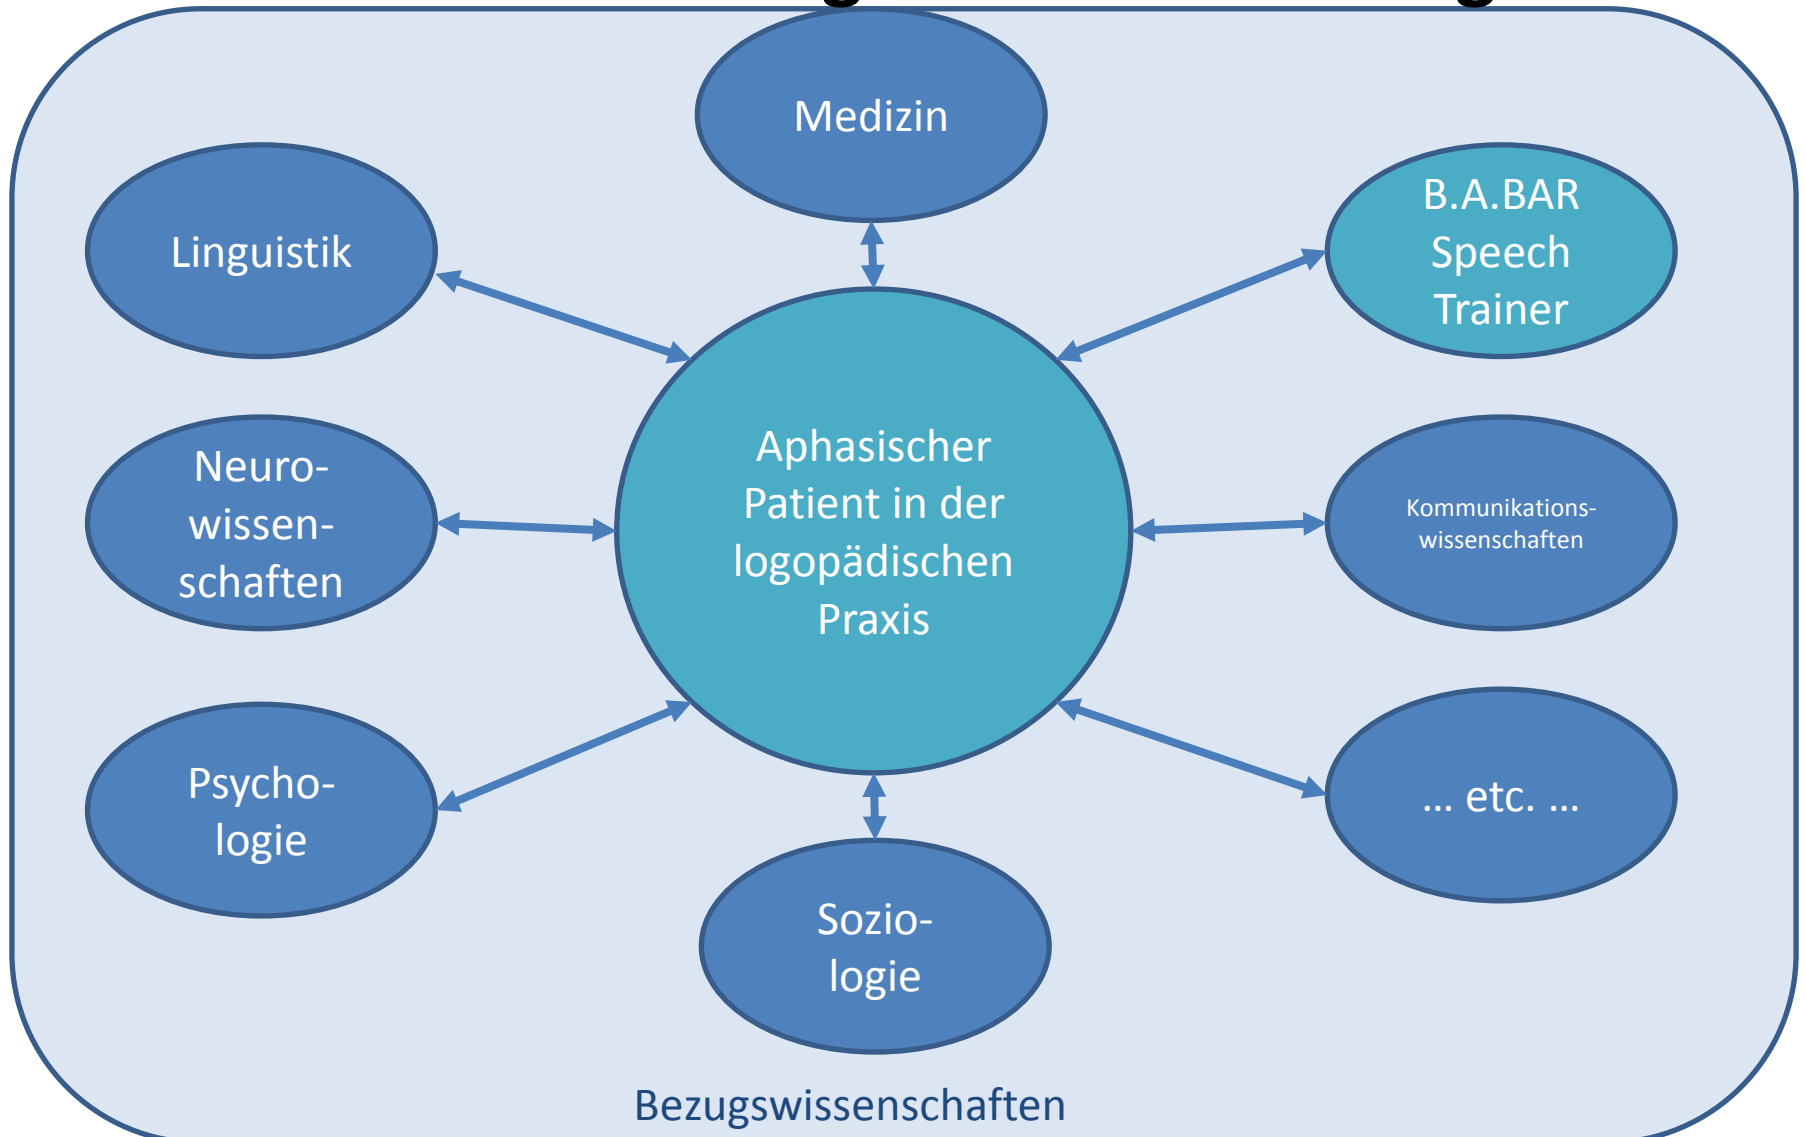 Medizin
B.A.BAR
Speech
Trainer
Linguistik
Neuro-
wissen-
schaften
Aphasischer
Patient in der
logopädischen
Praxis
Kommunikations-
wissenschaften
Psycho-
logie
... etc. ...
Sozio-
logie
Bezugswissenschaften